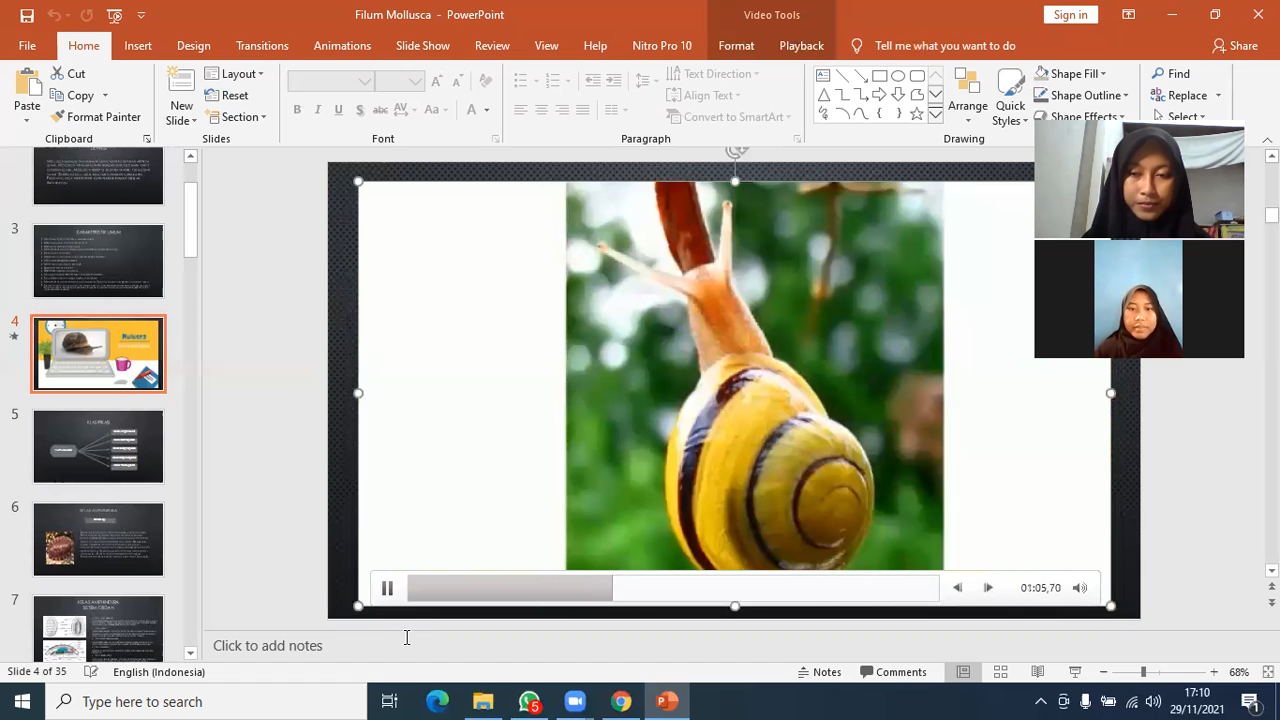 Filum Mollusca - PowerPoint
Video Tools
Sign in
File
Home
Insert
Design
Transitions
Animations
Slide Show
Review
View
Help
Nitro Pro 10
Format
Playback
Tell me what you want to do
Share
Paste
Cut
Copy
Format Painter
Clipboard
New
Slide
Layout
Reset
Section
Slides
Font
Text Direction
Align Text
Convert to SmartArt
Paragraph
Arrange
Quick
Styles
Shape Fill
Shape Outline
Shape Effects
Drawing
Find
Replace
Select
3
KARAKTERISTIK UMUM
4
5
KLASIFIKASI
6
7
01:05,70
Click to add notes
Slide 4 of 35
English (Indonesia)
Notes
Comments
68%
Type here to search
5
17:10
29/11/2021
1